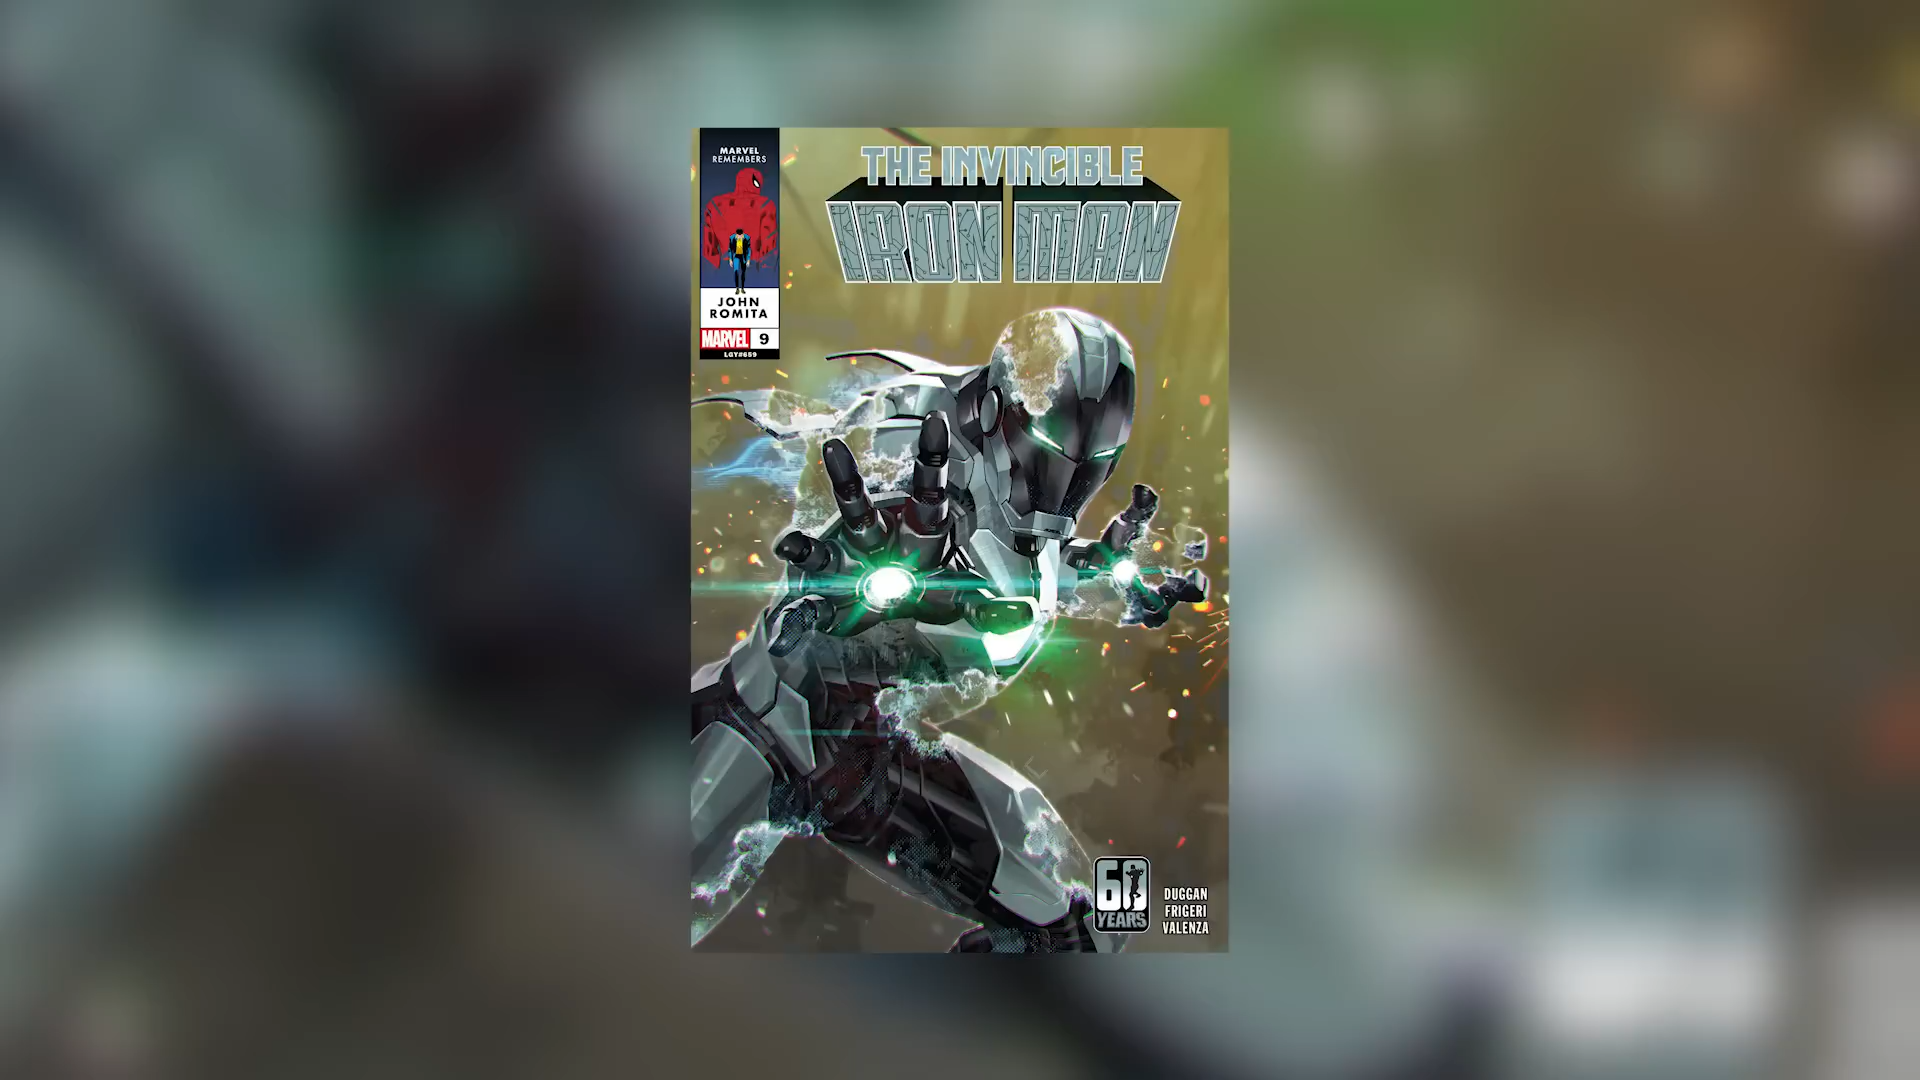 MARVEL
REMEMBERS
JOHN
ROMITA
MARVEL 9
LGY#659
THE INVINCIBLE
IRON MAN
60
YEARS
DUGGAN
FRIGERI
VALENZA